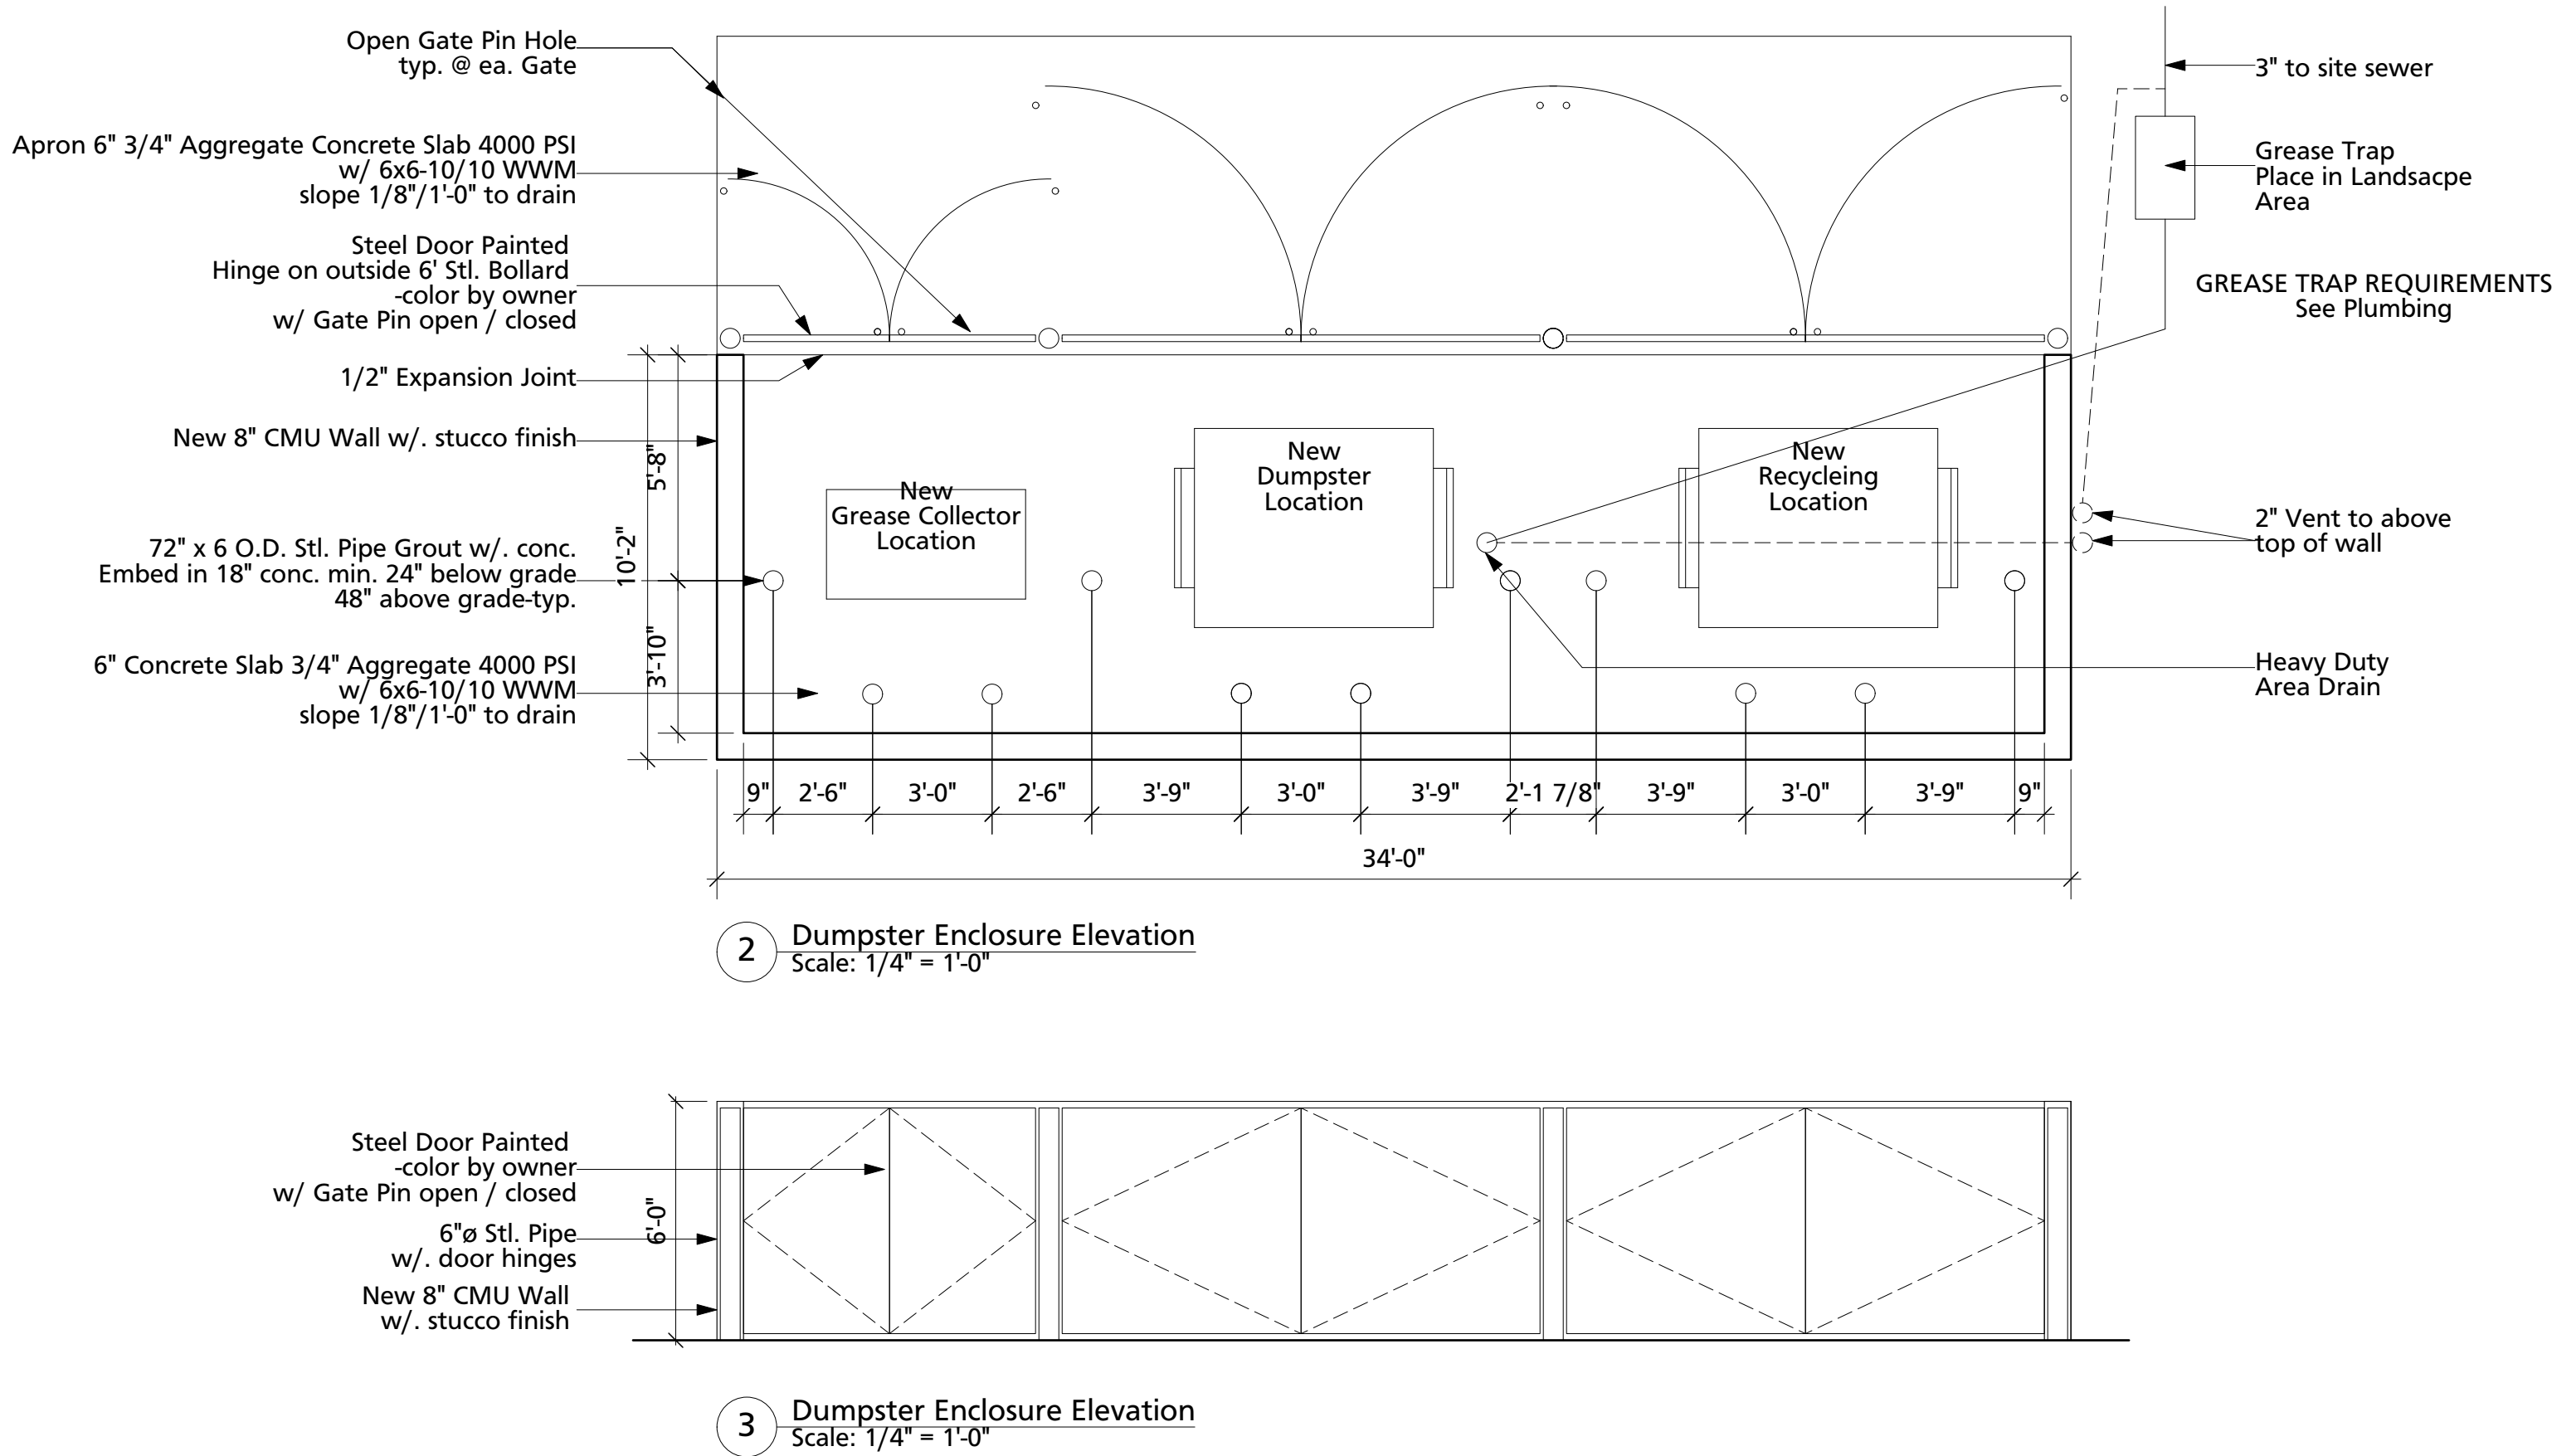 Open Gate Pin Hole
typ. @ ea. Gate
Apron 6" 3/4" Aggregate Concrete Slab 4000 PSI
w/ 6x6-10/10 WWM
slope 1/8"/1'-0" to drain
Steel Door Painted
Hinge on outside 6' Stl. Bollard
-color by owner
w/ Gate Pin open / closed
1/2" Expansion Joint
New 8" CMU Wall w/. stucco finish
72" x 6 O.D. Stl. Pipe Grout w/. conc.
Embed in 18" conc. min. 24" below grade
48" above grade-typ.
6" Concrete Slab 3/4" Aggregate 4000 PSI
w/ 6x6-10/10 WWM
slope 1/8"/1'-0" to drain
5'-8"
10'-2"
3'-10"
New
Grease Collector
Location
New
Dumpster
Location
New
Recycleing
Location
3" to site sewer
Grease Trap
Place in Landsacpe
Area
GREASE TRAP REQUIREMENTS
See Plumbing
2" Vent to above
top of wall
Heavy Duty
Area Drain
9" 2'-6" 3'-0" 2'-6" 3'-9" 3'-0" 3'-9" 2'-1 7/8" 3'-9" 3'-0" 3'-9" 9"
34'-0"
2 Dumpster Enclosure Elevation
Scale: 1/4" = 1'-0"
Steel Door Painted
-color by owner
w/ Gate Pin open / closed
6"ø Stl. Pipe
w/. door hinges
New 8" CMU Wall
w/. stucco finish
6'-0"
3 Dumpster Enclosure Elevation
Scale: 1/4" = 1'-0"